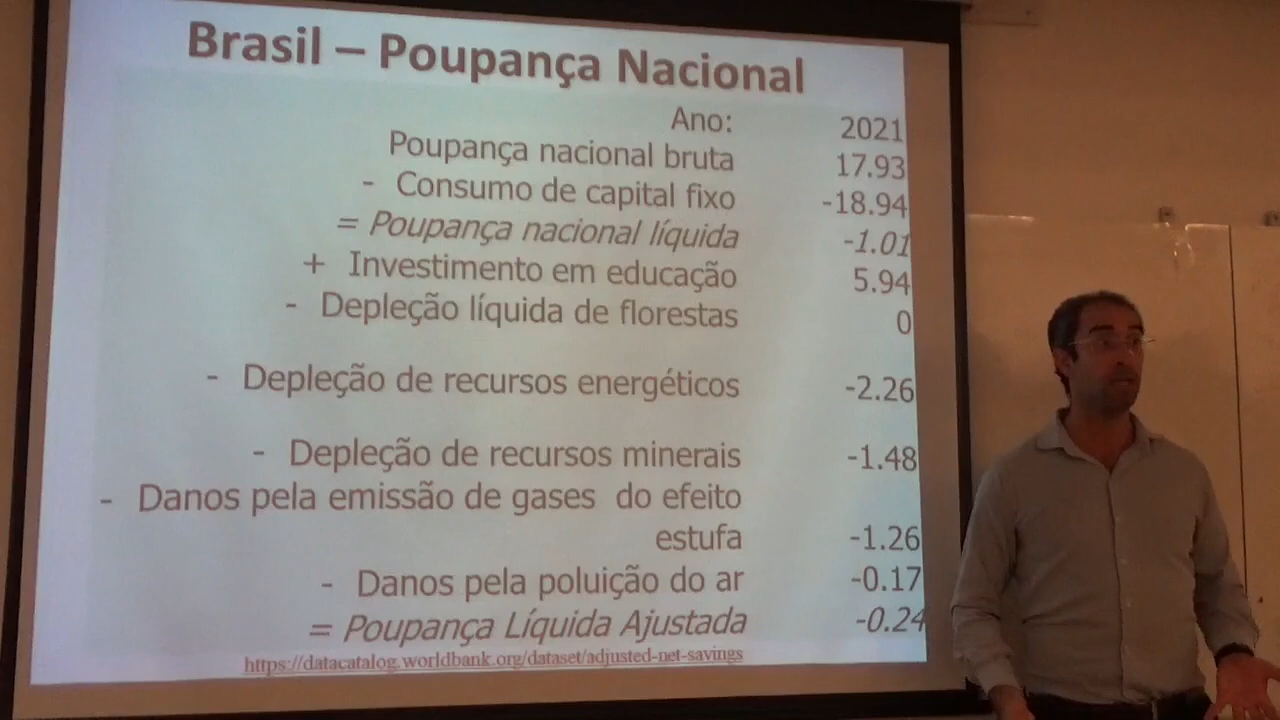 Brasil – Poupança Nacional
Ano: 2021
Poupança nacional bruta 17.93
- Consumo de capital fixo -18.94
= Poupança nacional líquida -1.01
+ Investimento em educação 5.94
- Depleção líquida de florestas 0
- Depleção de recursos energéticos -2.26
- Depleção de recursos minerais -1.48
- Danos pela emissão de gases do efeito
estufa -1.26
- Danos pela poluição do ar -0.17
= Poupança Líquida Ajustada -0.24
https://datacatalog.worldbank.org/dataset/adjusted-net-savings